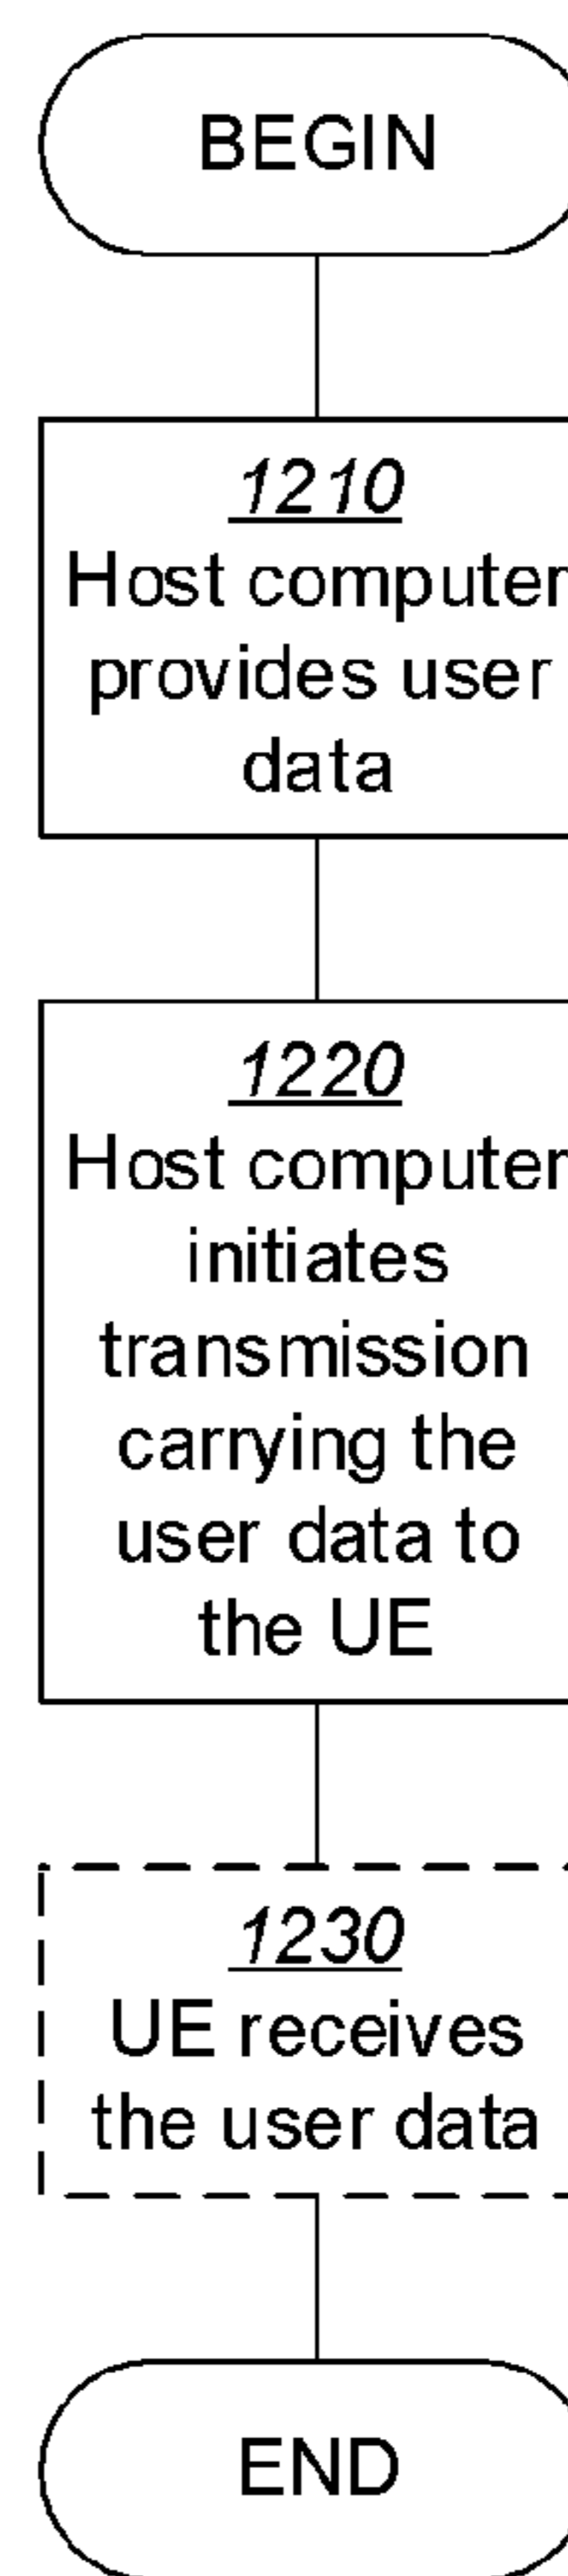 BEGIN
1210
Host computer
provides user
data
1220
Host computer
initiates
transmission
carrying the
user data to
the UE
1230
UE receives
the user data
END